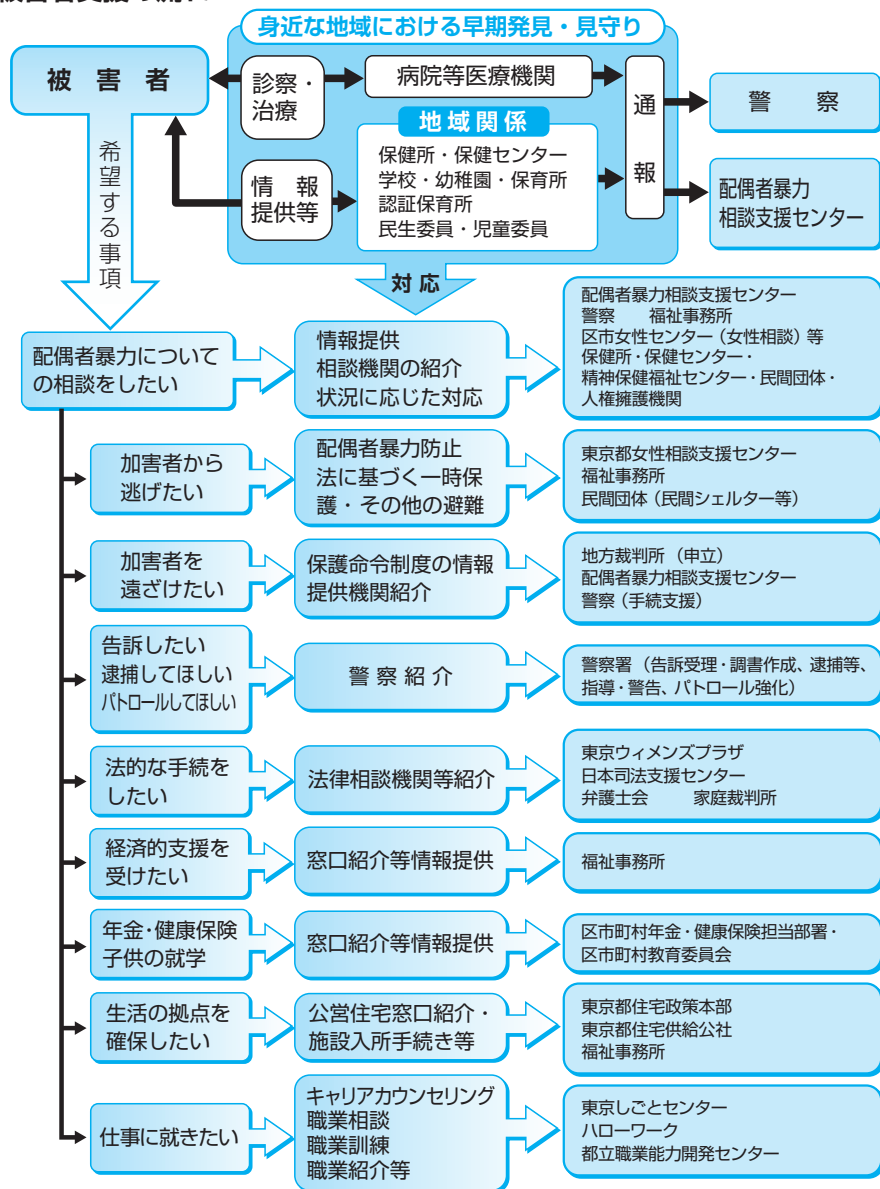 身近な地域における早期発見・見守り
被害者
診察・
治療
病院等医療機関
通報
警察
地域関係
保健所・保健センター
学校・幼稚園・保育所
認証保育所
民生委員・児童委員
情報
提供等
配偶者暴力
相談支援センター
希望する事項
対応
配偶者暴力について
の相談をしたい
情報提供
相談機関の紹介
状況に応じた対応
配偶者暴力相談支援センター
警察 福祉事務所
区市女性センター（女性相談）等
保健所・保健センター・
精神保健福祉センター・民間団体・
人権擁護機関
加害者から
逃げたい
配偶者暴力防止
法に基づく一時保
護・その他の避難
東京都女性相談支援センター
福祉事務所
民間団体（民間シェルター等）
加害者を
遠ざけたい
保護命令制度の情報
提供機関紹介
地方裁判所（申立）
配偶者暴力相談支援センター
警察（手続支援）
告訴したい
逮捕してほしい
パトロールしてほしい
警察紹介
警察署（告訴受理・調書作成、逮捕等、
指導・警告、パトロール強化）
法的な手続を
したい
法律相談機関等紹介
東京ウィメンズプラザ
日本司法支援センター
弁護士会 家庭裁判所
経済的支援を
受けたい
窓口紹介等情報提供
福祉事務所
年金・健康保険
子供の就学
窓口紹介等情報提供
区市町村年金・健康保険担当部署・
区市町村教育委員会
生活の拠点を
確保したい
公営住宅窓口紹介・
施設入所手続き等
東京都住宅政策本部
東京都住宅供給公社
福祉事務所
仕事に就きたい
キャリアカウンセリング
職業相談
職業訓練
職業紹介等
東京しごとセンター
ハローワーク
都立職業能力開発センター